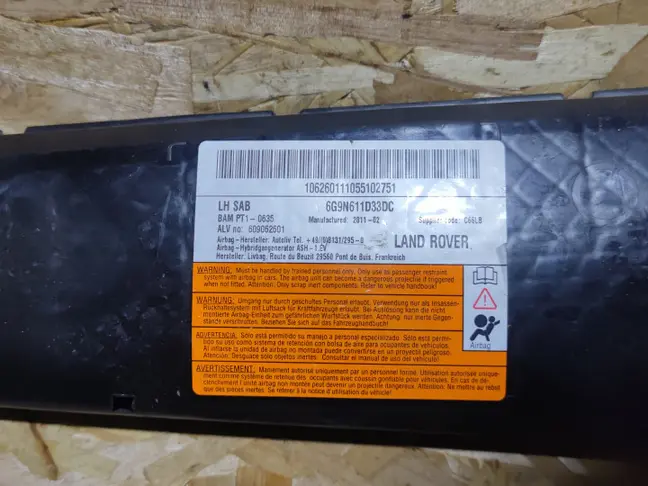 106260111055102751
LH SAB 6G9N611D33DC
BAM PT1- 0635 Manufactured: 2011-02 Support code: C66LB
ALV no: 609052601
Airbag - Hersteller: Autoliv Tel. +49/(0)8131/295-0
Airbag - Hybridgasgenerator ASH - 1.EV LAND ROVER
Hersteller: Livbag, Route du Beuzit 29560 Pont de Buis, Frankreich
WARNING: Must be handled by trained personnel only. Only use as passenger restraint
system with airbag in cars. The airbag unit can become a dangerous projectile if triggered
when not fitted. Attention: Only scrap inert components. Refer to vehicle handbook!
WARNUNG: Umgang nur durch geschultes Personal erlaubt. Verwendung nur als Insassen-
Rückhaltesystem mit Luftsack für Kraftfahrzeuge erlaubt. Bei Auslösung kann die nicht
montierte Airbag-Einheit zum gefährlichen Wurfstück werden. Achtung: nur inerte Gegen-
stände verschrotten. Beziehen Sie sich auf das Fahrzeughandbuch!
ADVERTENCIA: Sólo está permitido su manejo a personal especializado. Sólo permiti-
do su uso como sistema de retención con bolsa de aire para ocupantes de vehículos.
Al inflarse la unidad de airbag no montada puede convertirse en un proyectil peligroso.
Atención: Desguace sólo objetos inertes. Consultar el manual de uso del vehículo.
Airbag
AVERTISSEMENT: Maniement autorisé uniquement par un personnel formé. Utilisation autorisée unique-
ment comme système de retenue des. occupants avec coussin gonflable pour véhicules. En cas de dé-
clenchement l'unité airbag non montée peut devenir un projectile dangereux. Attention: Ne mettre au rebut
que des pièces inertes. Se référer à la notice d'utilisation du véhicule!